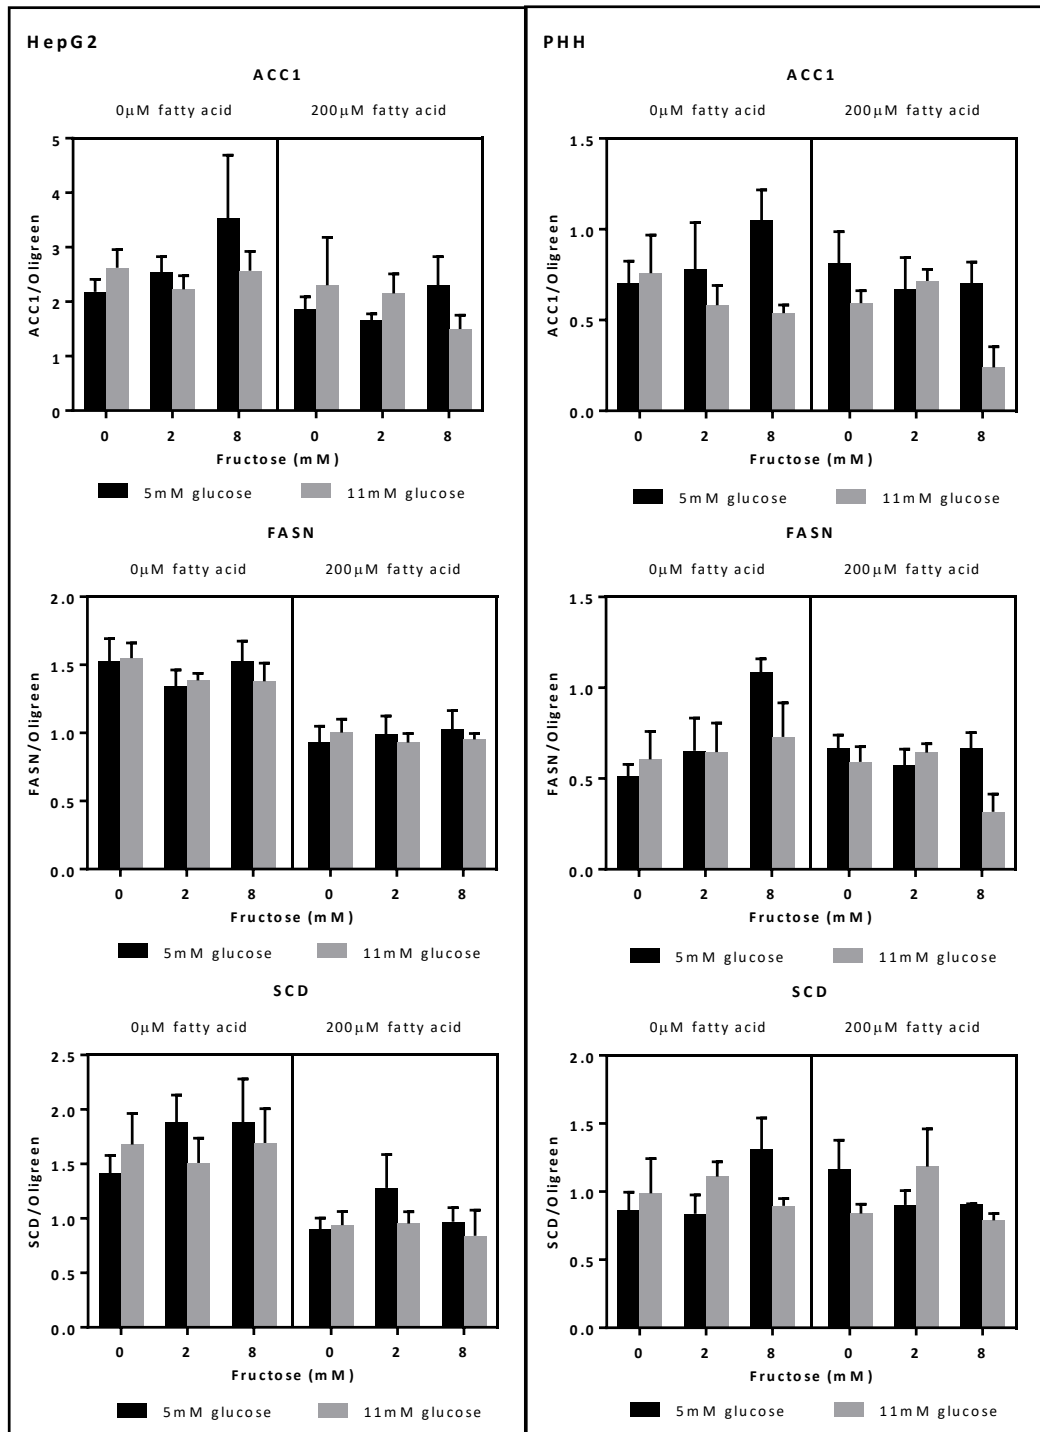 HepG2
ACC1
0µM fatty acid 200µM fatty acid
5
4
3
2
1
0
ACC1/Oligreen
0 2 8 0 2 8
Fructose (mM)
5mM glucose 11mM glucose
FASN
0µM fatty acid 200µM fatty acid
2.0
1.5
1.0
0.5
0.0
FASN/Oligreen
0 2 8 0 2 8
Fructose (mM)
5mM glucose 11mM glucose
SCD
0µM fatty acid 200µM fatty acid
2.5
2.0
1.5
1.0
0.5
0.0
SCD/Oligreen
0 2 8 0 2 8
Fructose (mM)
5mM glucose 11mM glucose
PHH
ACC1
0µM fatty acid 200µM fatty acid
1.5
1.0
0.5
0.0
ACC1/Oligreen
0 2 8 0 2 8
Fructose (mM)
5mM glucose 11mM glucose
FASN
0µM fatty acid 200µM fatty acid
1.5
1.0
0.5
0.0
FASN/Oligreen
0 2 8 0 2 8
Fructose (mM)
5mM glucose 11mM glucose
SCD
0µM fatty acid 200µM fatty acid
2.0
1.5
1.0
0.5
0.0
SCD/Oligreen
0 2 8 0 2 8
Fructose (mM)
5mM glucose 11mM glucose